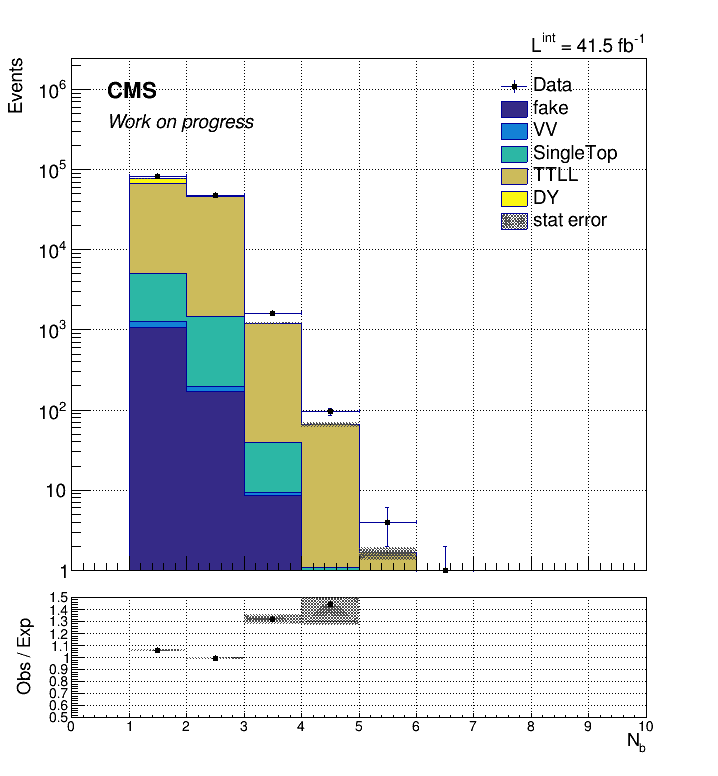 L^int = 41.5 fb^-1
Events
CMS
Work on progress
Data
fake
VV
SingleTop
TTLL
DY
stat error
10^6
10^5
10^4
10^3
10^2
10
1
Obs / Exp
1.5
1.4
1.3
1.2
1.1
1
0.9
0.8
0.7
0.6
0.5
0 1 2 3 4 5 6 7 8 9 10
N_b